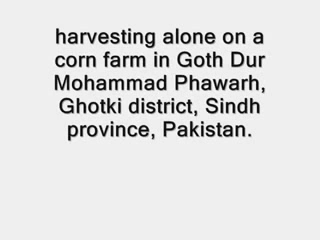 harvesting alone on a
corn farm in Goth Dur
Mohammad Phawarh,
Ghotki district, Sindh
province, Pakistan.